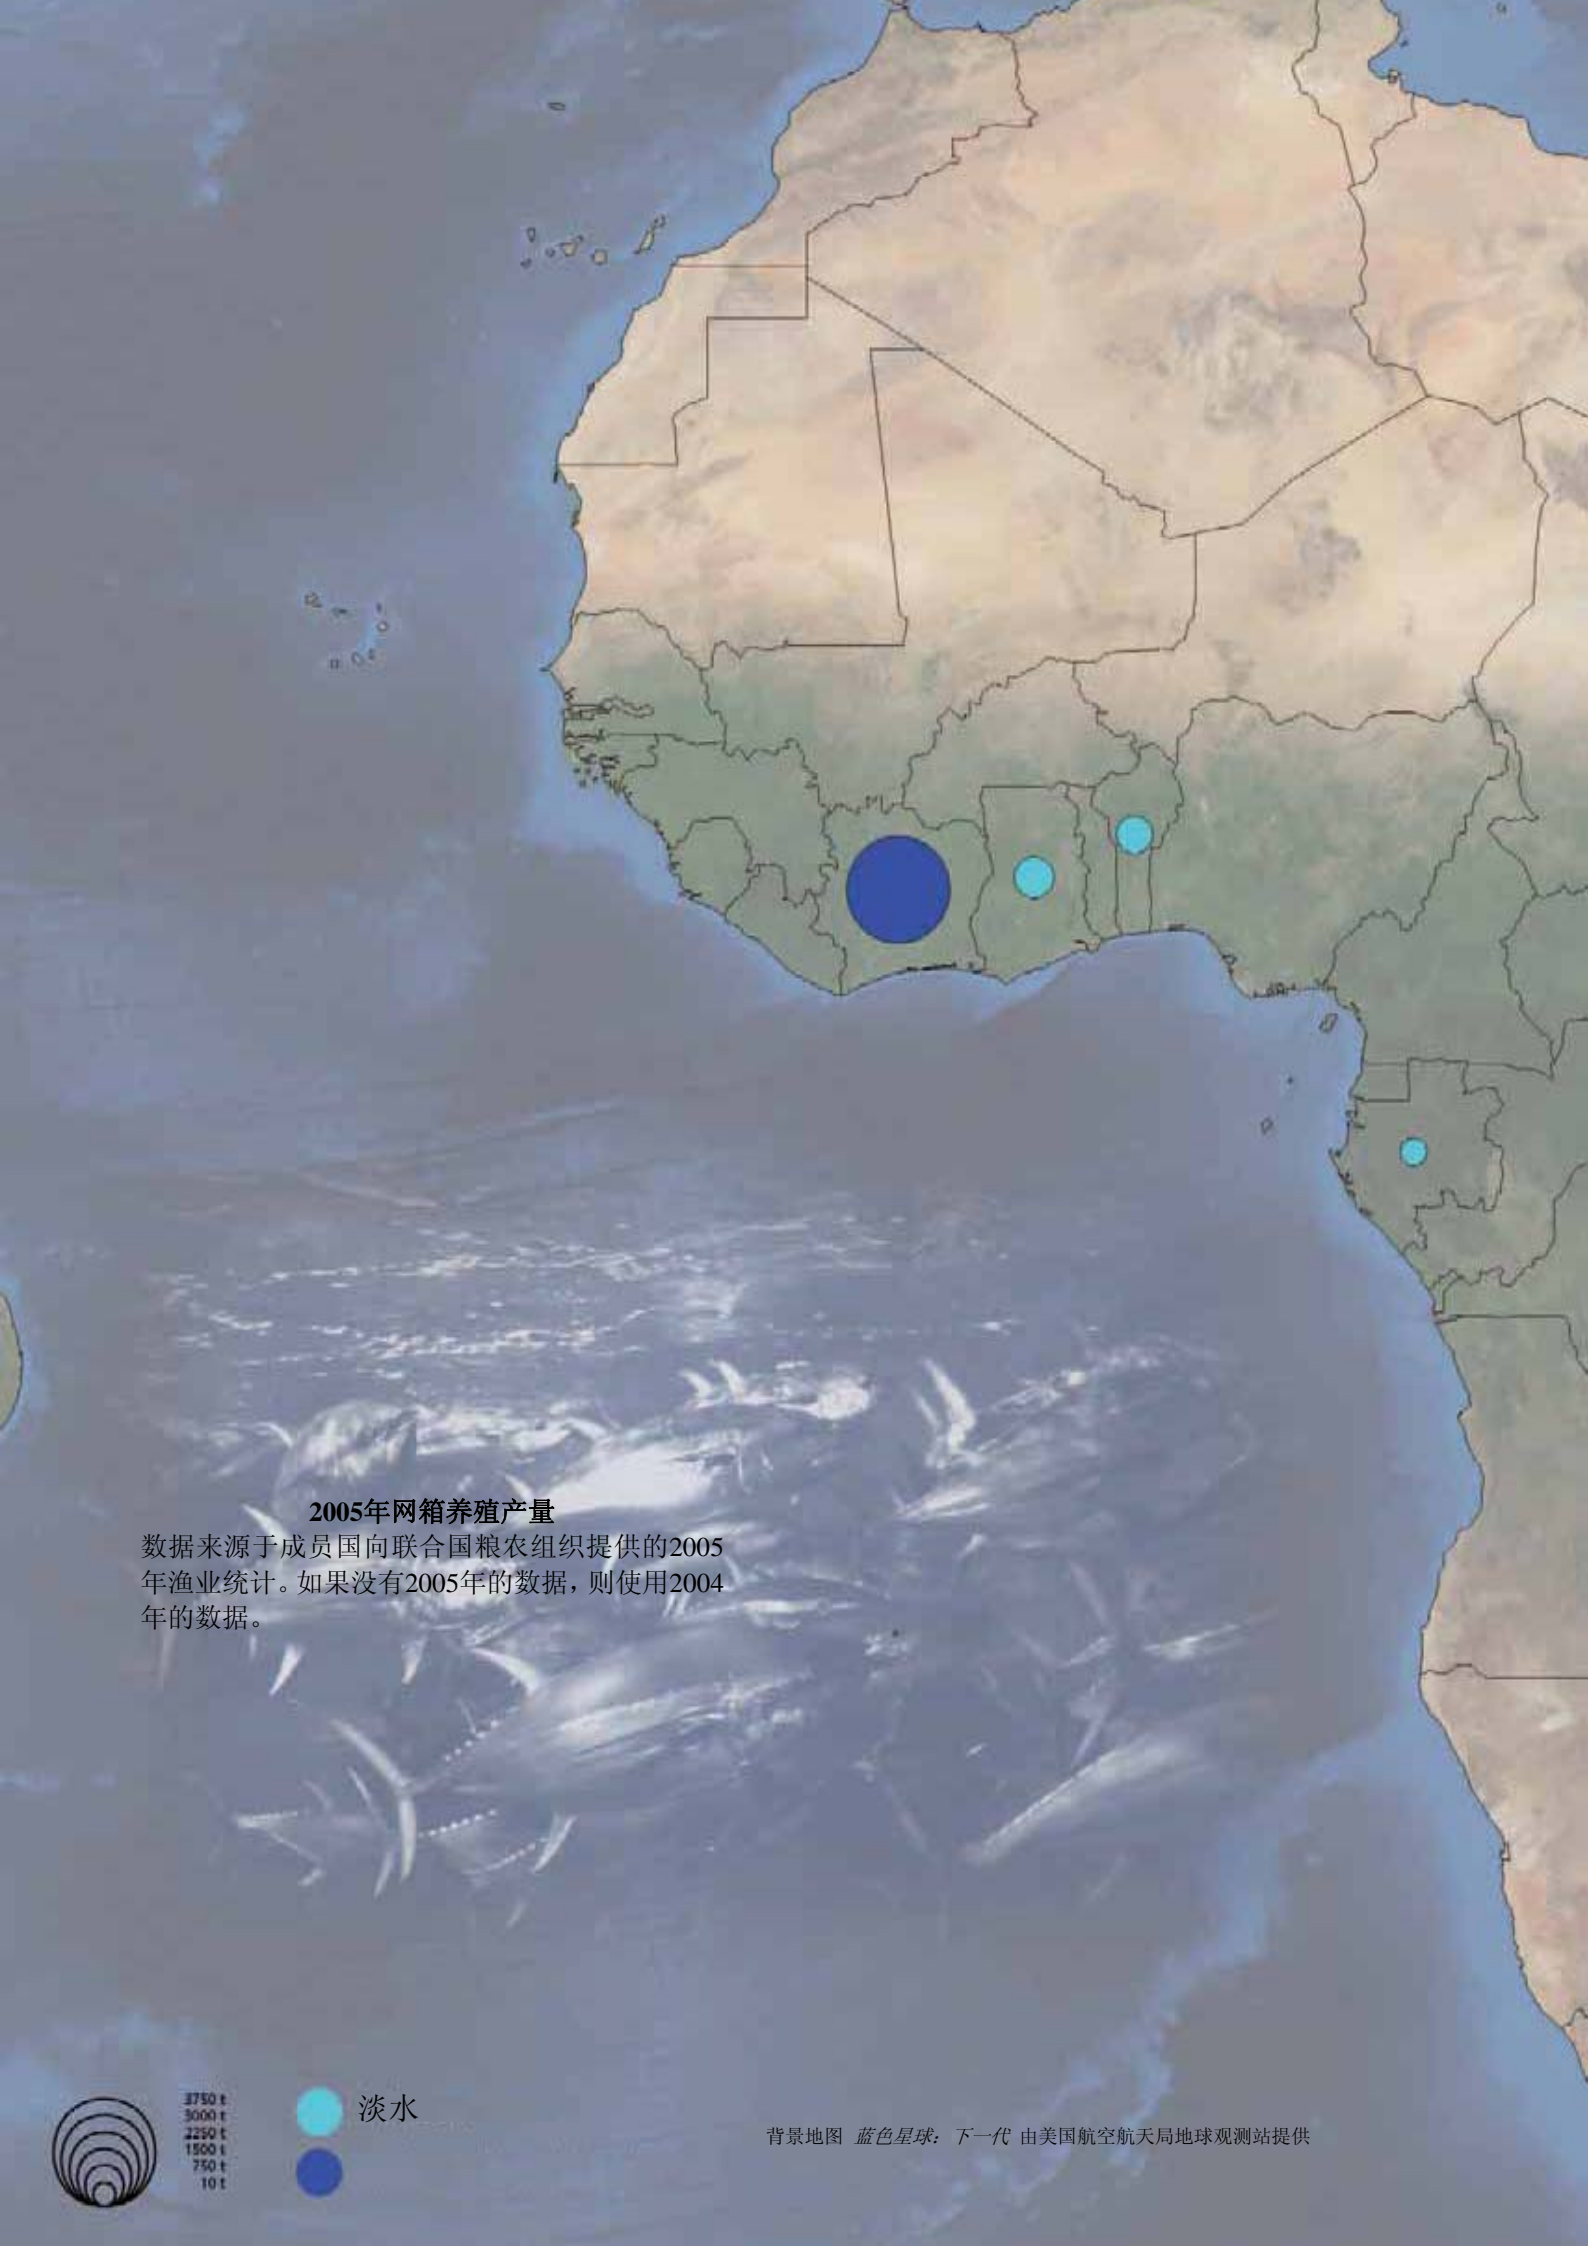 2005年网箱养殖产量
数据来源于成员国向联合国粮农组织提供的2005
年渔业统计。如果没有2005年的数据，则使用2004
年的数据。
3750 t
3000 t
2250 t
1500 t
750 t
10 t
淡水
背景地图 蓝色星球：下一代 由美国航空航天局地球观测站提供